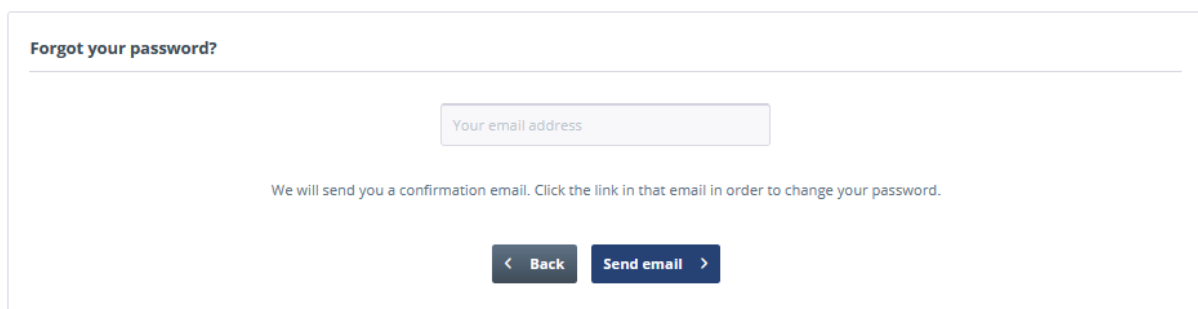 Forgot your password?
Your email address
We will send you a confirmation email. Click the link in that email in order to change your password.
Back
Send email